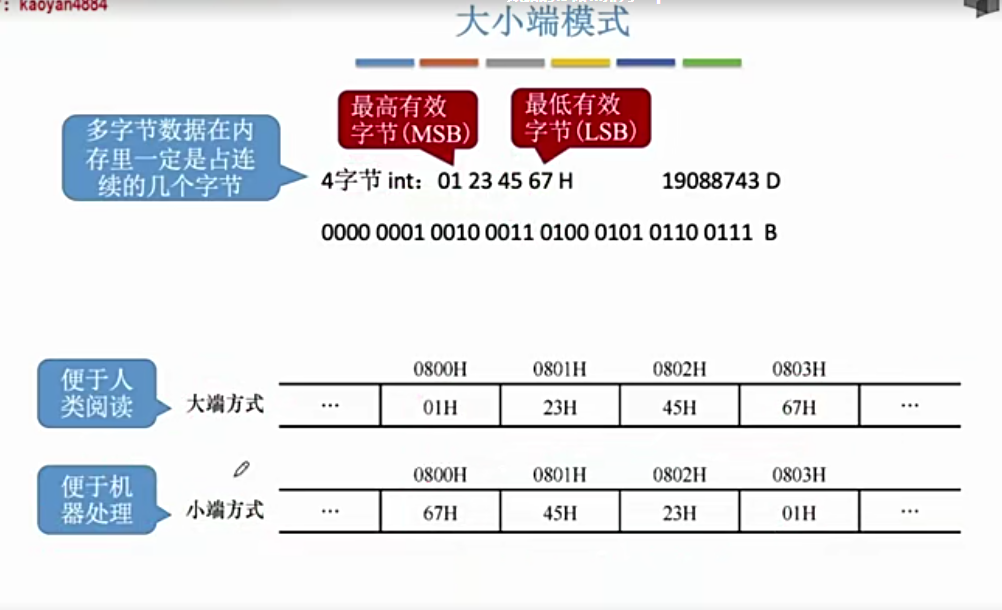 ：kaoyan4884
大小端模式
最高有效
字节(MSB)
最低有效
字节(LSB)
多字节数据在内
存里一定是占连
续的几个字节
4字节 int：01 23 45 67 H 19088743 D
0000 0001 0010 0011 0100 0101 0110 0111 B
便于人
类阅读
大端方式
0800H 0801H 0802H 0803H
… 01H 23H 45H 67H …
便于机
器处理
小端方式
0800H 0801H 0802H 0803H
… 67H 45H 23H 01H …